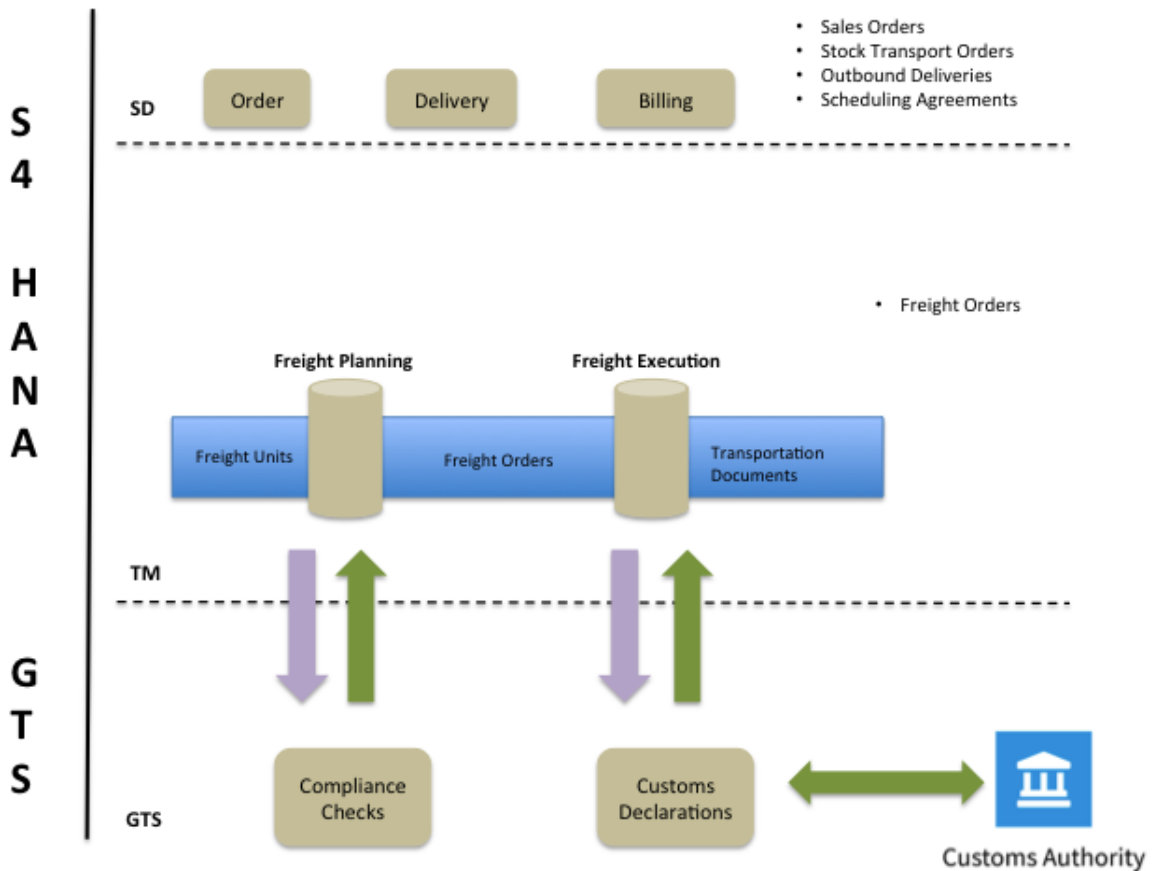 S
4
H
A
N
A
G
T
S
• Sales Orders
• Stock Transport Orders
• Outbound Deliveries
• Scheduling Agreements
SD
Order
Delivery
Billing
• Freight Orders
Freight Planning
Freight Execution
Freight Units
Freight Orders
Transportation
Documents
TM
Compliance
Checks
Customs
Declarations
GTS
Customs Authority